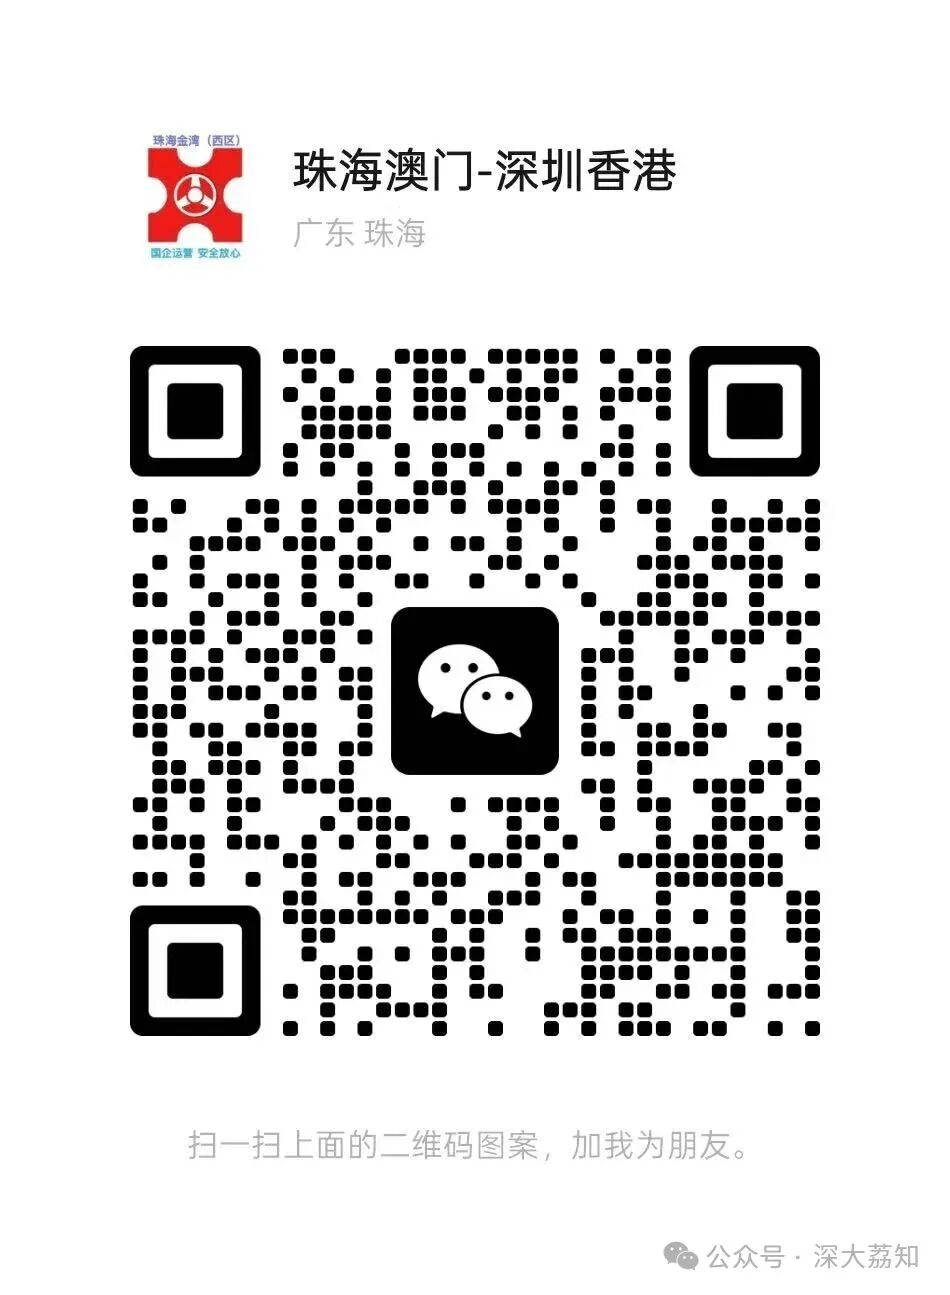 珠海金湾（西区）
珠海澳门-深圳香港
广东 珠海
国企运营 安全放心
扫一扫上面的二维码图案，加我为朋友。
公众号 · 深大荔知